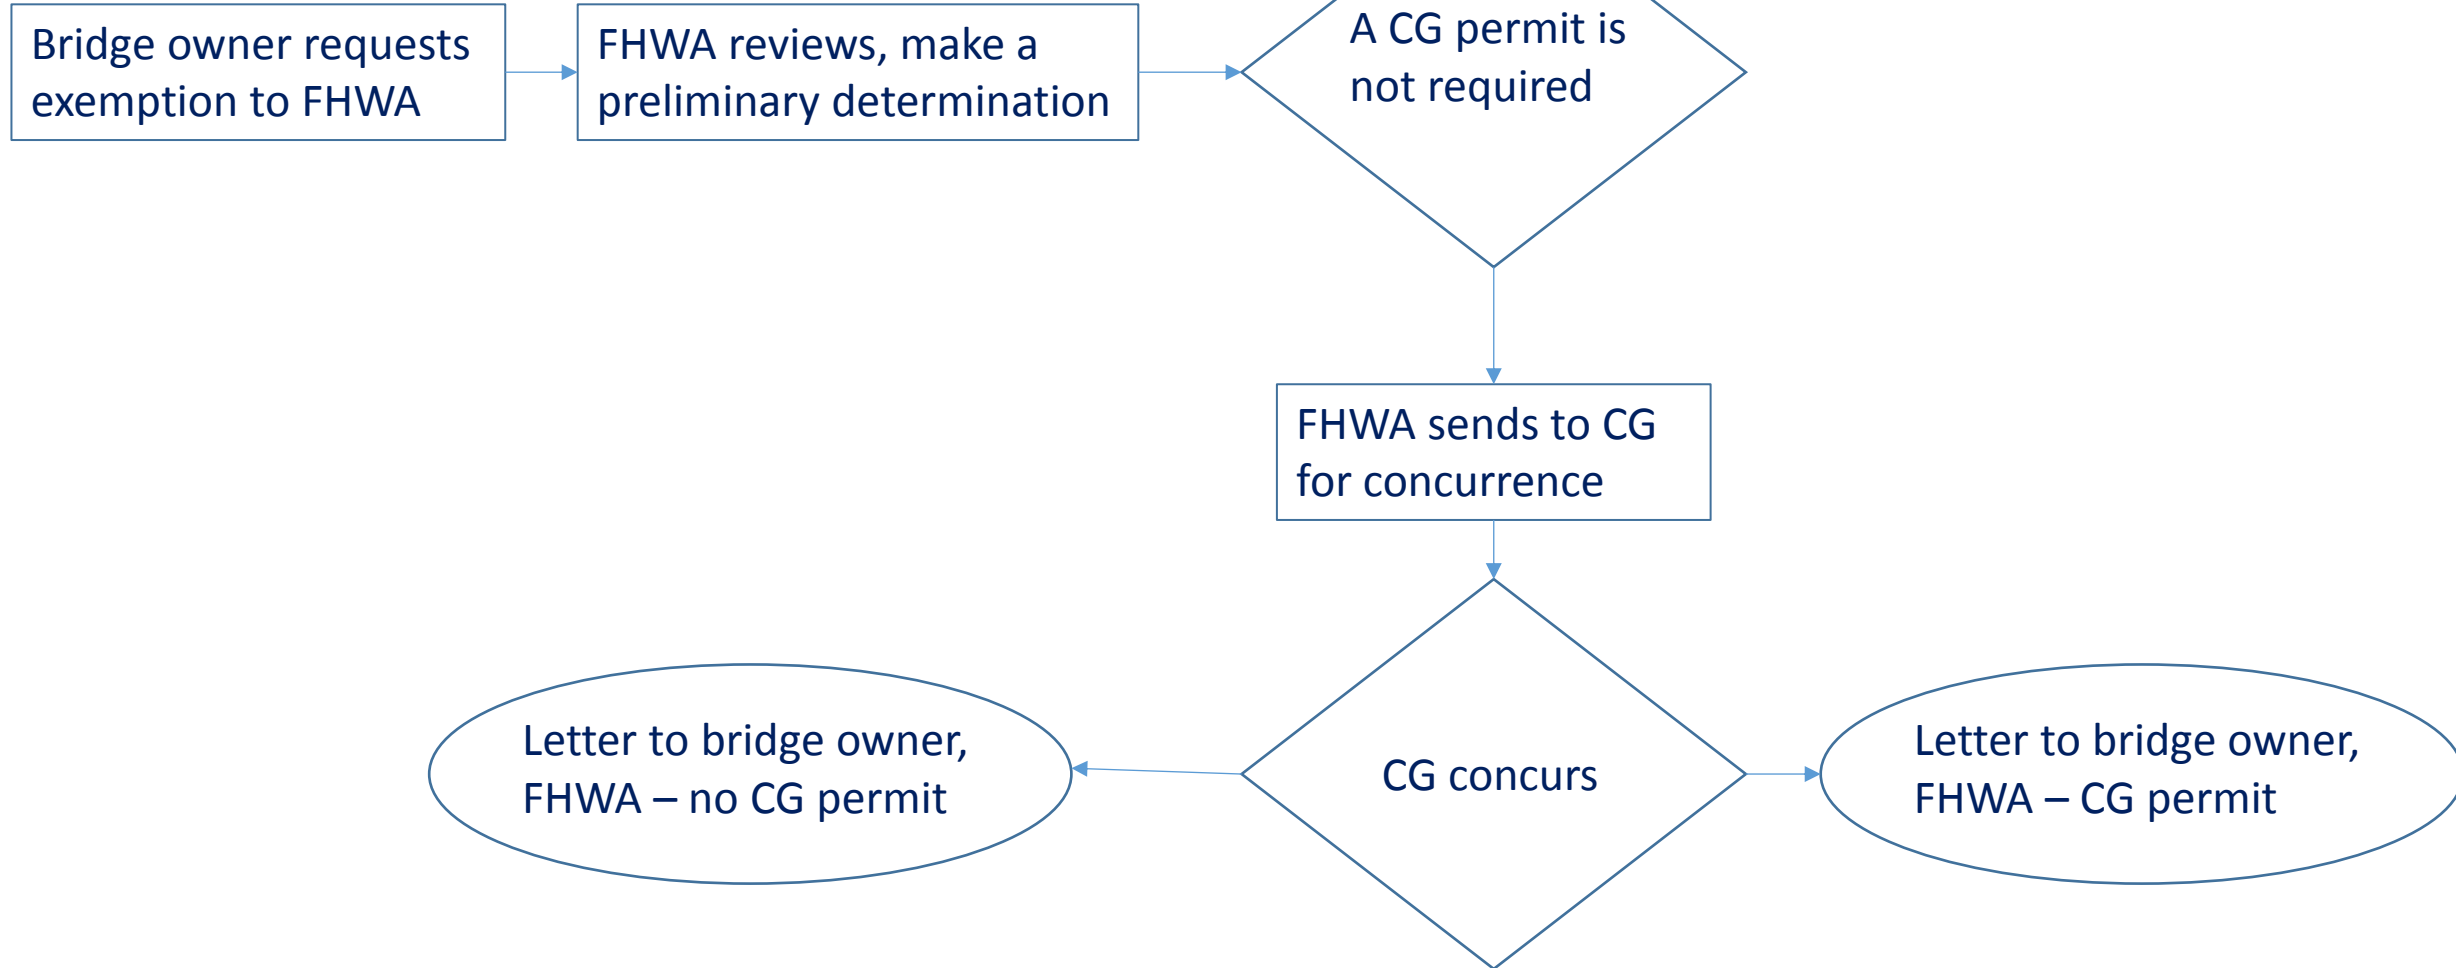 Bridge owner requests
exemption to FHWA
FHWA reviews, make a
preliminary determination
A CG permit is
not required
FHWA sends to CG
for concurrence
Letter to bridge owner,
FHWA – no CG permit
CG concurs
Letter to bridge owner,
FHWA – CG permit